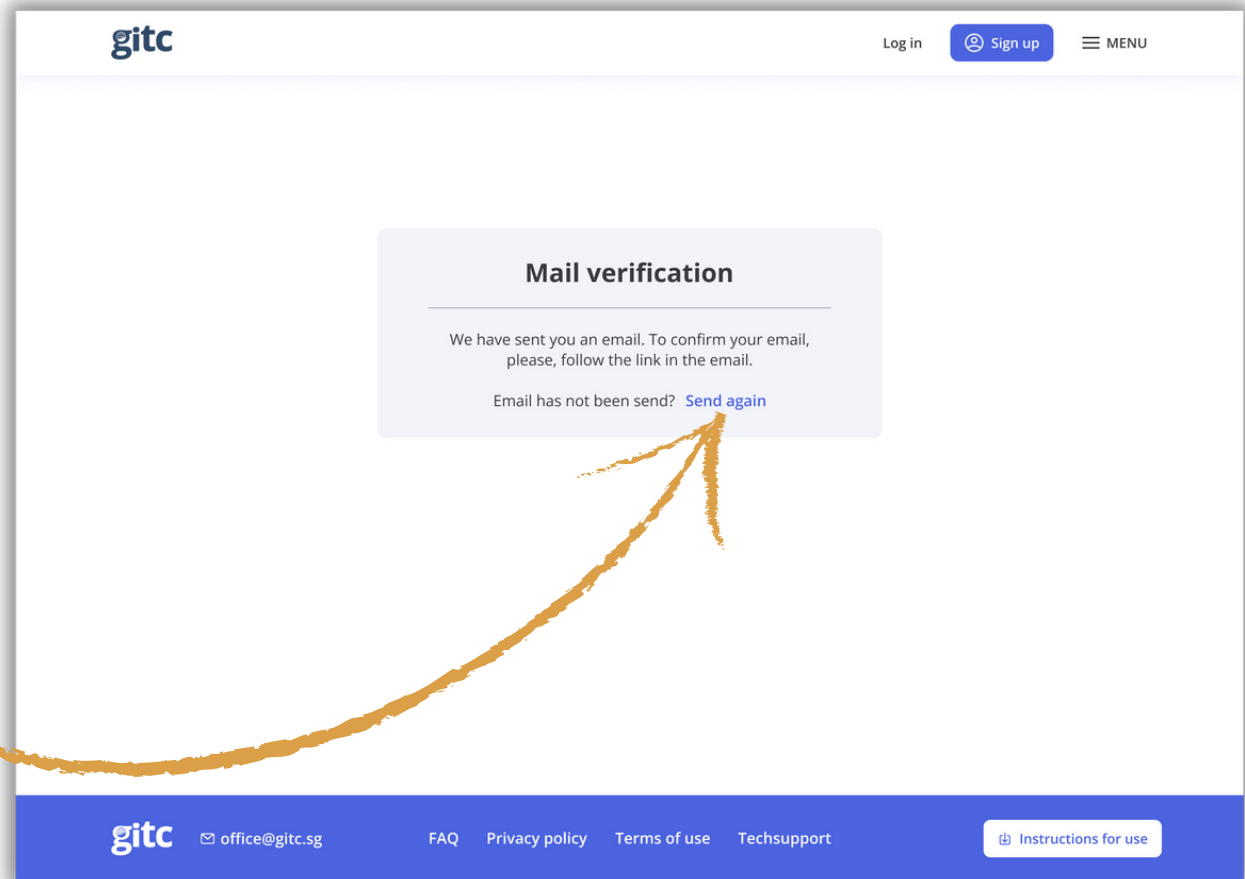 gitc
Log in
Sign up
MENU
Mail verification
We have sent you an email. To confirm your email,
please, follow the link in the email.
Email has not been send? Send again
gitc
office@gitc.sg
FAQ
Privacy policy
Terms of use
Techsupport
Instructions for use